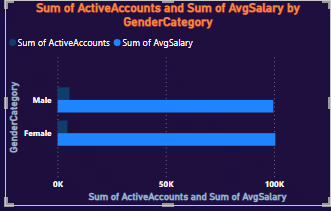 Sum of ActiveAccounts and Sum of AvgSalary by
GenderCategory
Sum of ActiveAccounts Sum of AvgSalary
GenderCategory
Male
Female
0K 50K 100K
Sum of ActiveAccounts and Sum of AvgSalary